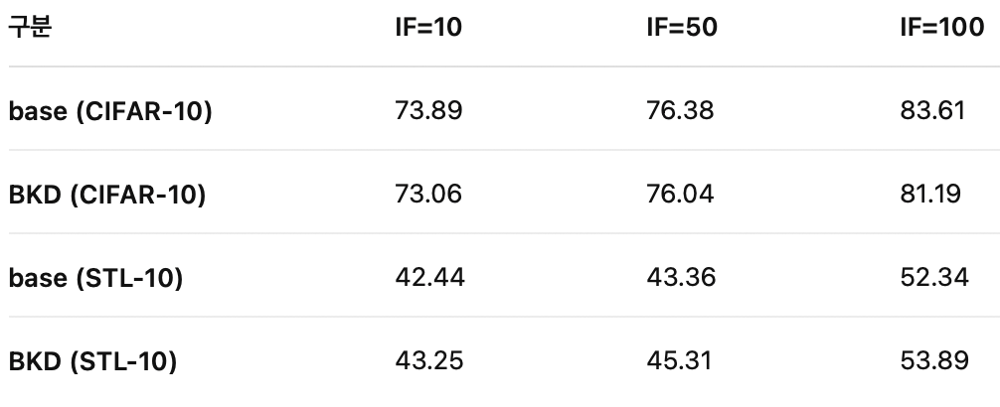 구분 IF=10 IF=50 IF=100
base (CIFAR-10) 73.89 76.38 83.61
BKD (CIFAR-10) 73.06 76.04 81.19
base (STL-10) 42.44 43.36 52.34
BKD (STL-10) 43.25 45.31 53.89